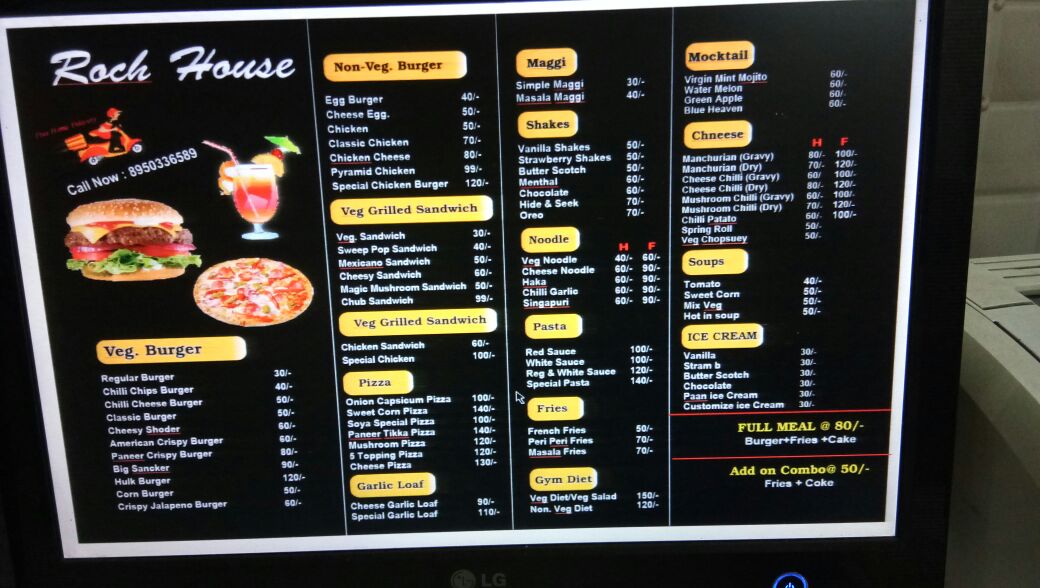 Roch House
Free Home Delivery
Call Now : 8950336589
Veg. Burger
Regular Burger 30/-
Chilli Chips Burger 40/-
Chilli Cheese Burger 50/-
Classic Burger 50/-
Cheesy Shoder 60/-
American Crispy Burger 60/-
Paneer Crispy Burger 80/-
Big Sancker 90/-
Hulk Burger 120/-
Corn Burger 50/-
Crispy Jalapeno Burger 60/-
Non-Veg. Burger
Egg Burger 40/-
Cheese Egg. 50/-
Chicken 50/-
Classic Chicken 70/-
Chicken Cheese 80/-
Pyramid Chicken 99/-
Special Chicken Burger 120/-
Veg Grilled Sandwich
Veg. Sandwich 30/-
Sweep Pop Sandwich 40/-
Mexicano Sandwich 50/-
Cheesy Sandwich 60/-
Magic Mushroom Sandwich 50/-
Chub Sandwich 99/-
Veg Grilled Sandwich
Chicken Sandwich 60/-
Special Chicken 100/-
Pizza
Onion Capsicum Pizza 100/-
Sweet Corn Pizza 140/-
Soya Special Pizza 100/-
Paneer Tikka Pizza 140/-
Mushroom Pizza 120/-
5 Topping Pizza 120/-
Cheese Pizza 130/-
Garlic Loaf
Cheese Garlic Loaf 90/-
Special Garlic Loaf 110/-
Maggi
Simple Maggi 30/-
Masala Maggi 40/-
Shakes
Vanilla Shakes 50/-
Strawberry Shakes 50/-
Butter Scotch 50/-
Menthal 60/-
Chocolate 60/-
Hide & Seek 70/-
Oreo 70/-
Noodle H F
Veg Noodle 40/- 60/-
Cheese Noodle 60/- 90/-
Haka 60/- 90/-
Chilli Garlic 60/- 90/-
Singapuri 60/- 90/-
Pasta
Red Sauce 100/-
White Sauce 100/-
Reg & White Sauce 120/-
Special Pasta 140/-
Fries
French Fries 50/-
Peri Peri Fries 70/-
Masala Fries 70/-
Gym Diet
Veg Diet/Veg Salad 150/-
Non. Veg Diet 120/-
Mocktail
Virgin Mint Mojito 60/-
Water Melon 60/-
Green Apple 60/-
Blue Heaven 60/-
Chneese H F
Manchurian (Gravy) 80/- 100/-
Manchurian (Dry) 70/- 120/-
Cheese Chilli (Gravy) 60/ 100/-
Cheese Chilli (Dry) 80/- 120/-
Mushroom Chilli (Gravy) 60/- 100/-
Mushroom Chilli (Dry) 70/- 120/-
Chilli Patato 60/- 100/-
Spring Roll 50/-
Veg Chopsuey 50/-
Soups
Tomato 40/-
Sweet Corn 50/-
Mix Veg 50/-
Hot in soup 50/-
ICE CREAM
Vanilla 30/-
Stram b 30/-
Butter Scotch 30/-
Chocolate 30/-
Paan ice Cream 30/-
Customize ice Cream 30/-
FULL MEAL @ 80/-
Burger+Fries +Cake
Add on Combo@ 50/-
Fries + Coke
LG